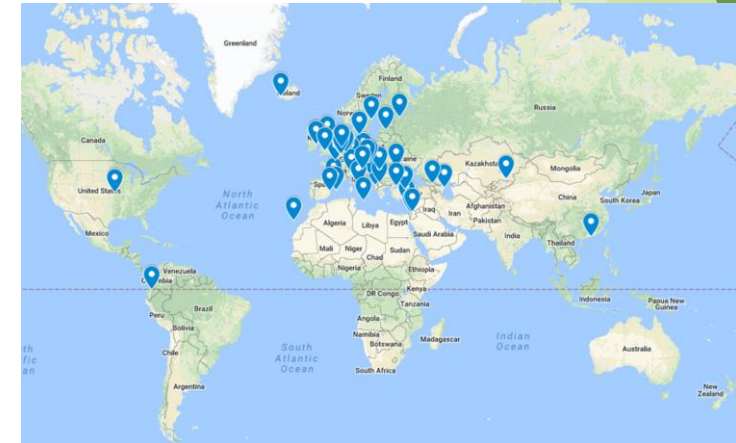 Greenland
Finland
Norway
Russia
Canada
Kazakhstan
Mongolia
United States
North
Atlantic
Ocean
China
South Korea
Japan
Afghanistan
Pakistan
Iraq
Iran
Mexico
Algeria
Libya
Egypt
Saudi Arabia
India
Thailand
Mali
Niger
Chad
Sudan
Nigeria
Ethiopia
Venezuela
Colombia
DR Congo
Kenya
Tanzania
Indonesia
Papua New
Guinea
Brazil
Peru
Bolivia
Angola
Namibia
Botswana
Madagascar
South
Atlantic
Ocean
Indian
Ocean
Australia
Chile
South Africa
Argentina
New
Zealand